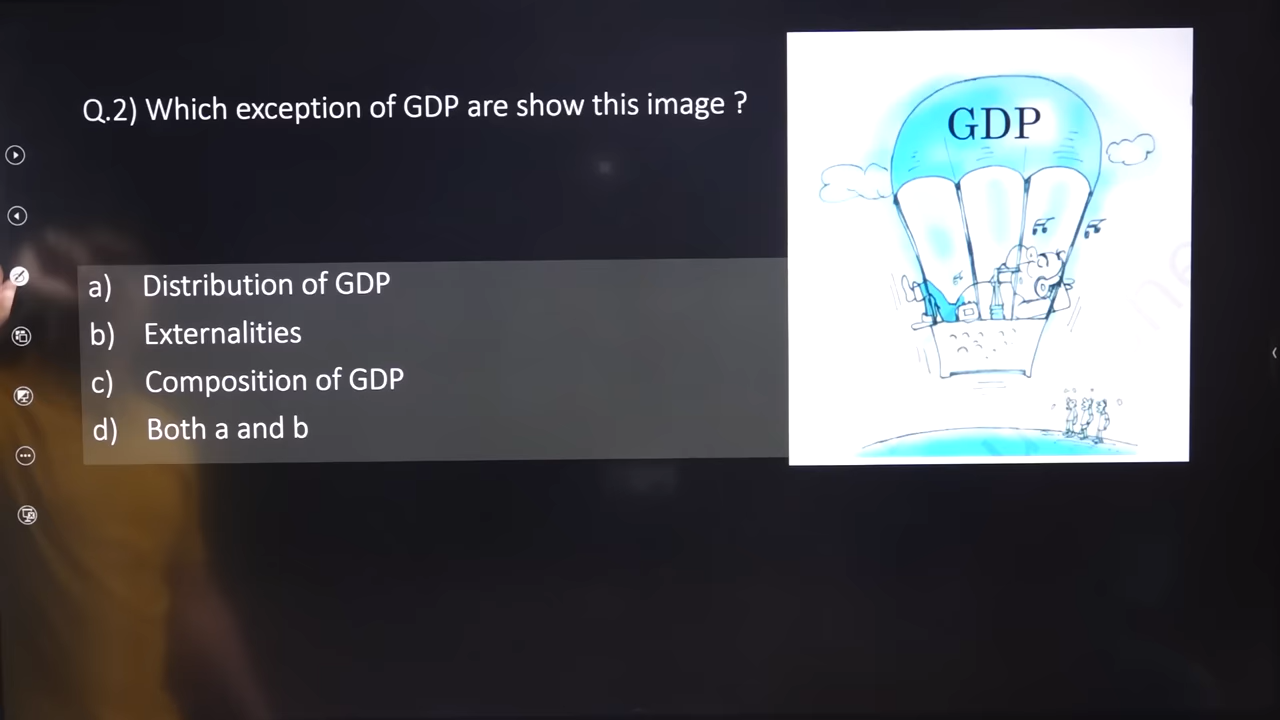 Q.2) Which exception of GDP are show this image ?
GDP
a) Distribution of GDP
b) Externalities
c) Composition of GDP
d) Both a and b